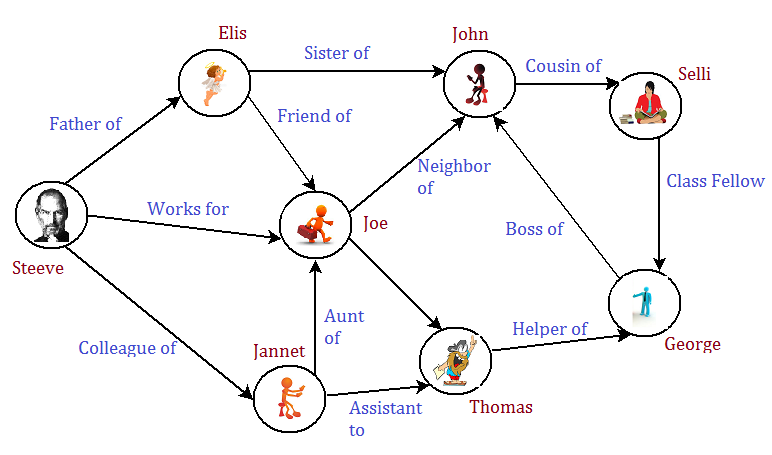 Elis
John
Sister of
Cousin of
Selli
Father of
Friend of
Neighbor
of
Class Fellow
Works for
Joe
Boss of
Steeve
Aunt
of
Helper of
Colleague of
Jannet
George
Assistant
to
Thomas